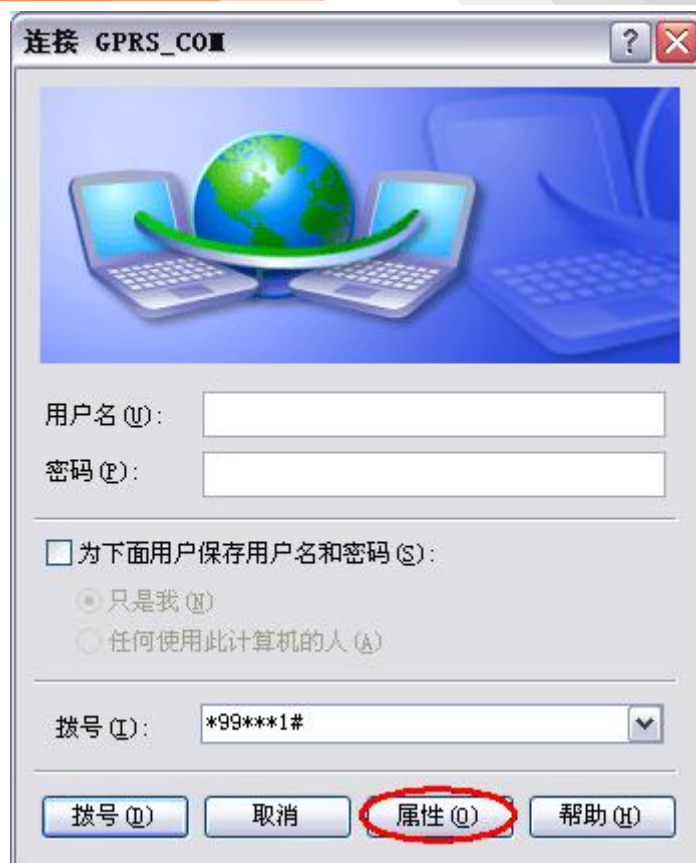 连接 GPRS_COM
用户名(U):
密码(P):
为下面用户保存用户名和密码(S):
只是我(N)
任何使用此计算机的人(A)
拨号(I): *99***1#
拨号(D) 取消 属性(O) 帮助(H)